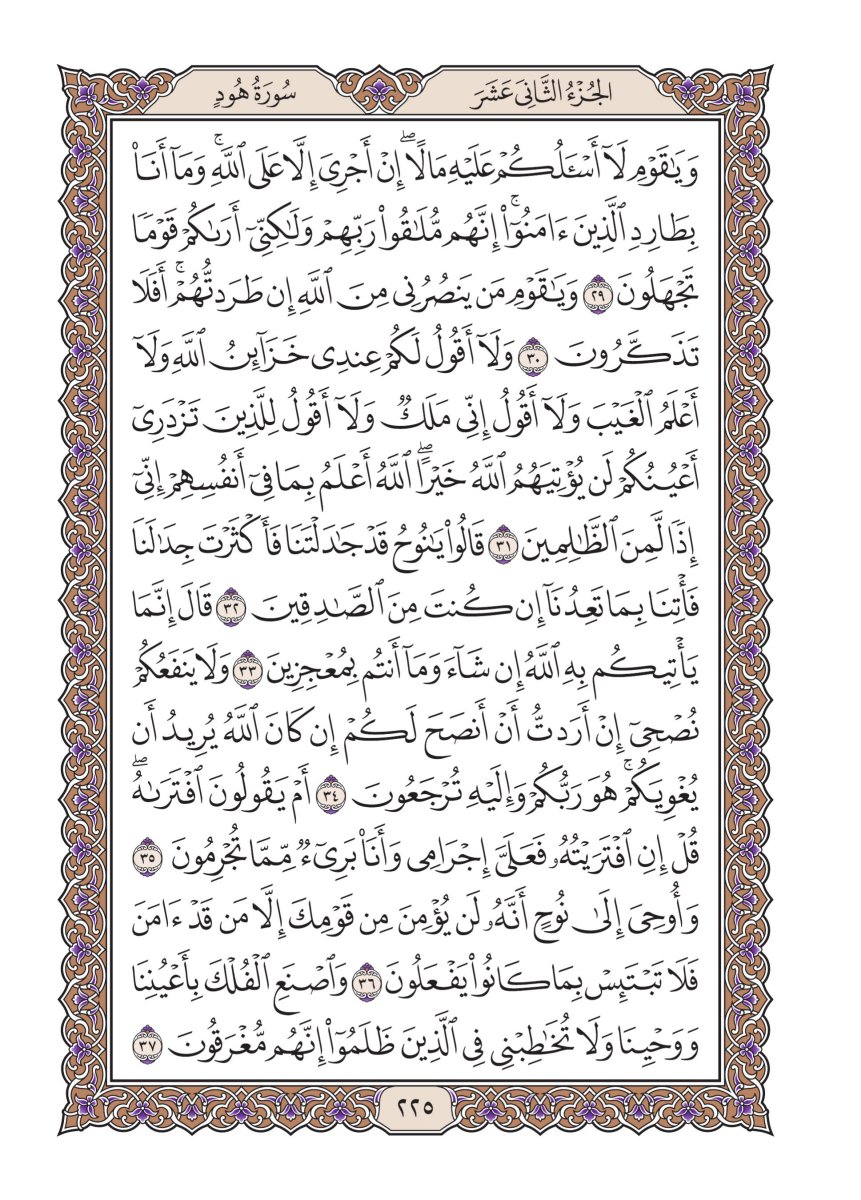 الجُزْءُ الثَّانِيَ عَشَرَ
سُورَةُ هُودٍ
وَيَٰقَوْمِ لَآ أَسْـَٔلُكُمْ عَلَيْهِ مَالًاۖ إِنْ أَجْرِىَ إِلَّا عَلَى ٱللَّهِۚ وَمَآ أَنَا۠
بِطَارِدِ ٱلَّذِينَ ءَامَنُوٓا۟ۚ إِنَّهُم مُّلَٰقُوا۟ رَبِّهِمْ وَلَٰكِنِّىٓ أَرَىٰكُمْ قَوْمًا
تَجْهَلُونَ ٢٩ وَيَٰقَوْمِ مَن يَنصُرُنِى مِنَ ٱللَّهِ إِن طَرَدتُّهُمْۚ أَفَلَا
تَذَكَّرُونَ ٣٠ وَلَآ أَقُولُ لَكُمْ عِندِى خَزَآئِنُ ٱللَّهِ وَلَآ
أَعْلَمُ ٱلْغَيْبَ وَلَآ أَقُولُ إِنِّى مَلَكٌ وَلَآ أَقُولُ لِلَّذِينَ تَزْدَرِىٓ
أَعْيُنُكُمْ لَن يُؤْتِيَهُمُ ٱللَّهُ خَيْرًاۖ ٱللَّهُ أَعْلَمُ بِمَا فِىٓ أَنفُسِهِمْ إِنِّىٓ
إِذًا لَّمِنَ ٱلظَّٰلِمِينَ ٣١ قَالُوا۟ يَٰنُوحُ قَدْ جَٰدَلْتَنَا فَأَكْثَرْتَ جِدَٰلَنَا
فَأْتِنَا بِمَا تَعِدُنَآ إِن كُنتَ مِنَ ٱلصَّٰدِقِينَ ٣٢ قَالَ إِنَّمَا
يَأْتِيكُم بِهِ ٱللَّهُ إِن شَآءَ وَمَآ أَنتُم بِمُعْجِزِينَ ٣٣ وَلَا يَنفَعُكُمْ
نُصْحِىٓ إِنْ أَرَدتُّ أَنْ أَنصَحَ لَكُمْ إِن كَانَ ٱللَّهُ يُرِيدُ أَن
يُغْوِيَكُمْۚ هُوَ رَبُّكُمْ وَإِلَيْهِ تُرْجَعُونَ ٣٤ أَمْ يَقُولُونَ ٱفْتَرَىٰهُۖ
قُلْ إِنِ ٱفْتَرَيْتُهُۥ فَعَلَىَّ إِجْرَامِى وَأَنَا۠ بَرِىٓءٌ مِّمَّا تُجْرِمُونَ ٣٥
وَأُوحِىَ إِلَىٰ نُوحٍ أَنَّهُۥ لَن يُؤْمِنَ مِن قَوْمِكَ إِلَّا مَن قَدْ ءَامَنَ
فَلَا تَبْتَئِسْ بِمَا كَانُوا۟ يَفْعَلُونَ ٣٦ وَٱصْنَعِ ٱلْفُلْكَ بِأَعْيُنِنَا
وَوَحْيِنَا وَلَا تُخَٰطِبْنِى فِى ٱلَّذِينَ ظَلَمُوٓا۟ إِنَّهُم مُّغْرَقُونَ ٣٧
٢٢٥